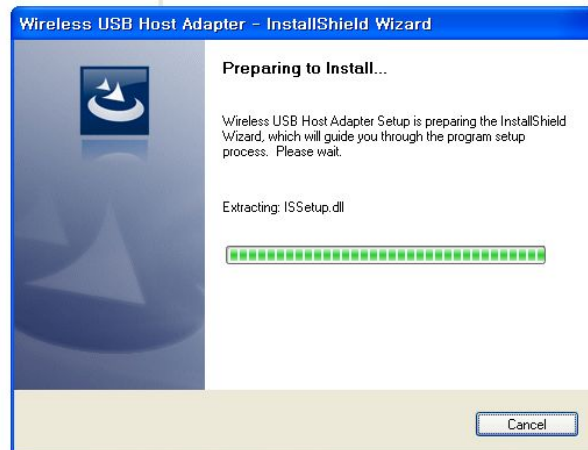 Wireless USB Host Adapter - InstallShield Wizard
Preparing to Install...
Wireless USB Host Adapter Setup is preparing the InstallShield
Wizard, which will guide you through the program setup
process. Please wait.
Extracting: ISSetup.dll
Cancel